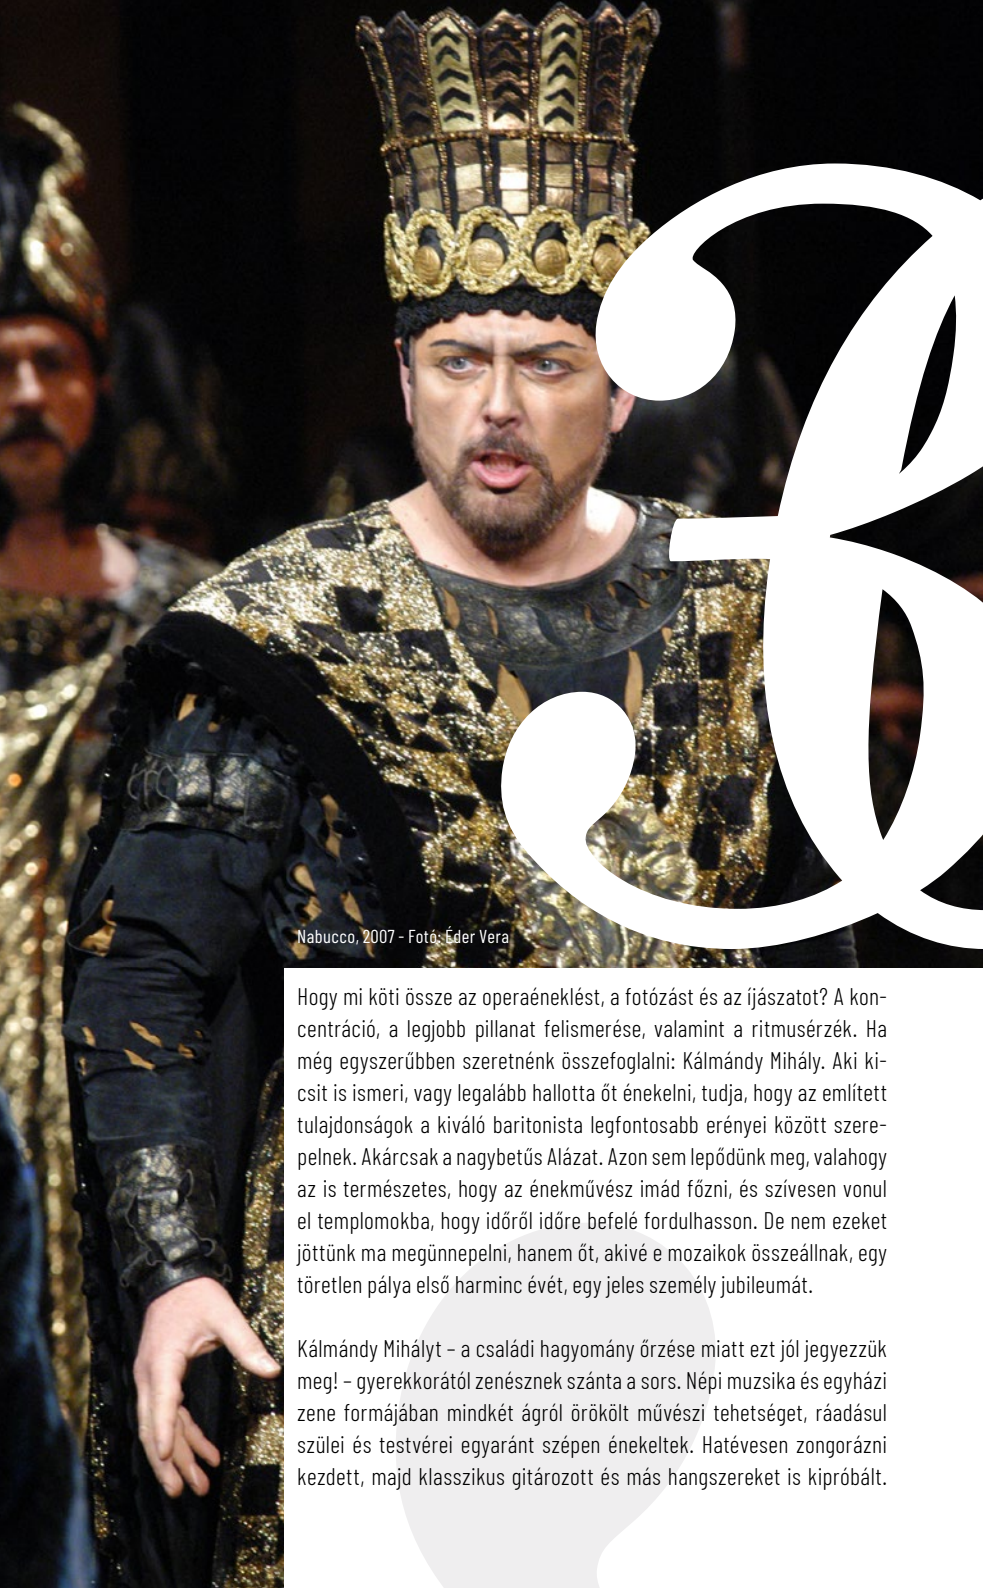 Nabucco, 2007 - Fotó: Éder Vera
Hogy mi köti össze az operaéneklést, a fotózást és az íjászatot? A kon-
centráció, a legjobb pillanat felismerése, valamint a ritmusérzék. Ha
még egyszerűbben szeretnénk összefoglalni: Kálmándy Mihály. Aki ki-
csit is ismeri, vagy legalább hallotta őt énekelni, tudja, hogy az említett
tulajdonságok a kiváló baritonista legfontosabb erényei között szere-
pelnek. Akárcsak a nagybetűs Alázat. Azon sem lepődünk meg, valahogy
az is természetes, hogy az énekművész imád főzni, és szívesen vonul
el templomokba, hogy időről időre befelé fordulhasson. De nem ezeket
jöttünk ma megünnepelni, hanem őt, akivé e mozaikok összeállnak, egy
töretlen pálya első harminc évét, egy jeles személy jubileumát.
Kálmándy Mihályt – a családi hagyomány őrzése miatt ezt jól jegyezzük
meg! – gyerekkorától zenésznek szánta a sors. Népi muzsika és egyházi
zene formájában mindkét ágról örökölt művészi tehetséget, ráadásul
szülei és testvérei egyaránt szépen énekeltek. Hatévesen zongorázni
kezdett, majd klasszikus gitározott és más hangszereket is kipróbált.